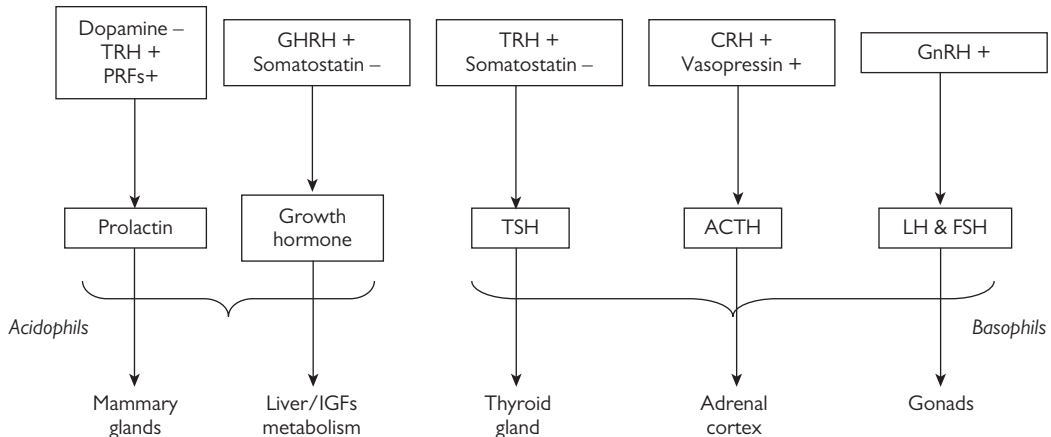 Dopamine –
TRH +
PRFs+
GHRH +
Somatostatin –
TRH +
Somatostatin –
CRH +
Vasopressin +
GnRH +
Prolactin
Growth
hormone
TSH
ACTH
LH & FSH
Acidophils
Basophils
Mammary
glands
Liver/IGFs
metabolism
Thyroid
gland
Adrenal
cortex
Gonads